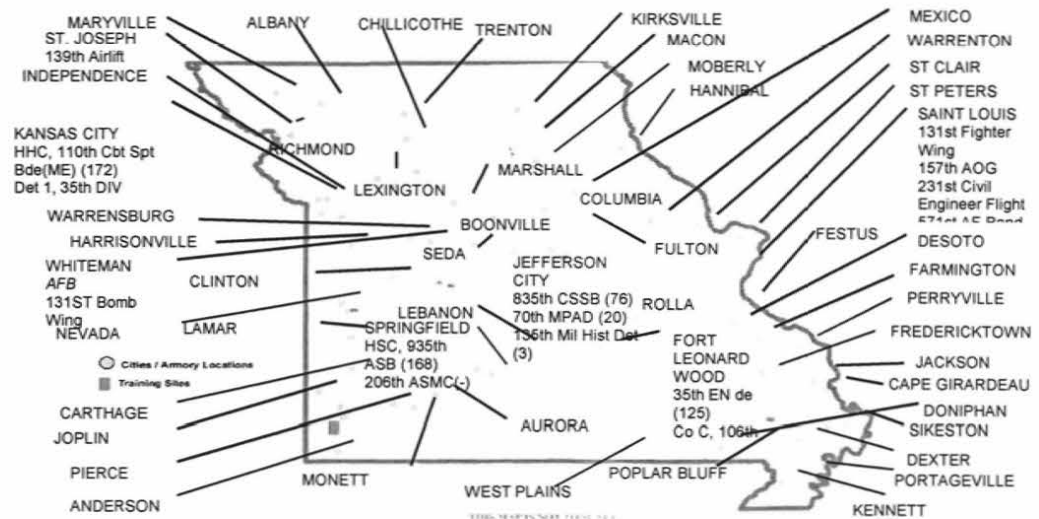 MARYVILLE
ST. JOSEPH
139th Airlift
INDEPENDENCE
ALBANY
CHILLICOTHE
TRENTON
KIRKSVILLE
MACON
MOBERLY
HANNIBAL
MEXICO
WARRENTON
ST CLAIR
ST PETERS
SAINT LOUIS
131st Fighter
Wing
157th AOG
231st Civil
Engineer Flight
KANSAS CITY
HHC, 110th Cbt Spt
Bde(ME) (172)
Det 1, 35th DIV
RICHMOND
LEXINGTON
MARSHALL
COLUMBIA
WARRENSBURG
HARRISONVILLE
BOONVILLE
FULTON
FESTUS
DESOTO
WHITEMAN
AFB
131ST Bomb
Wing
NEVADA
CLINTON
SEDA
JEFFERSON
CITY
835th CSSB (76)
70th MPAD (20)
135th Mil Hist Det
(3)
ROLLA
FARMINGTON
PERRYVILLE
FREDERICKTOWN
LAMAR
LEBANON
SPRINGFIELD
HSC, 935th
ASB (168)
206th ASMC(-)
FORT
LEONARD
WOOD
35th EN de
(125)
Co C, 106th
JACKSON
CAPE GIRARDEAU
DONIPHAN
SIKESTON
DEXTER
PORTAGEVILLE
KENNETT
Cities / Armory Locations
Training Sites
CARTHAGE
JOPLIN
PIERCE
ANDERSON
MONETT
AURORA
WEST PLAINS
POPLAR BLUFF